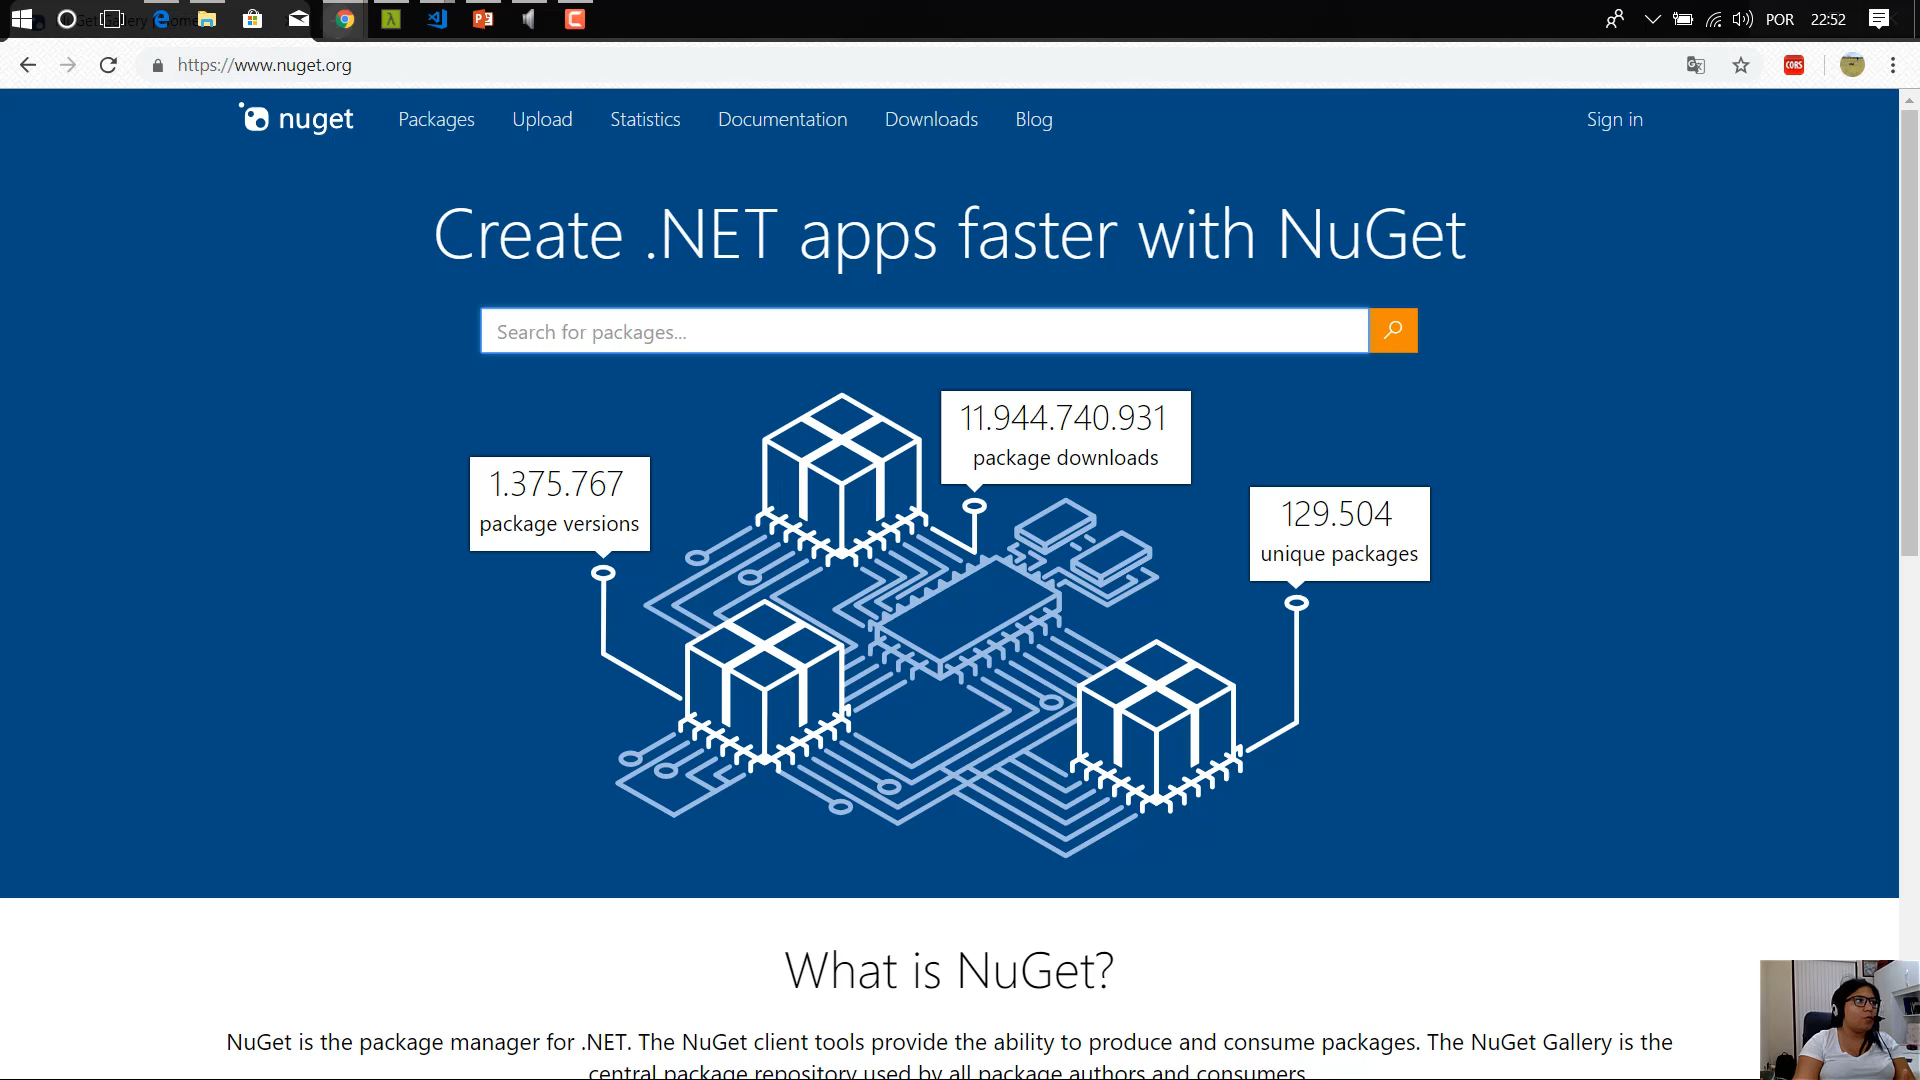 POR 22:52
https://www.nuget.org
CORS
nuget Packages Upload Statistics Documentation Downloads Blog Sign in
Create .NET apps faster with NuGet
Search for packages...
11.944.740.931
package downloads
1.375.767
package versions
129.504
unique packages
What is NuGet?
NuGet is the package manager for .NET. The NuGet client tools provide the ability to produce and consume packages. The NuGet Gallery is the
central package repository used by all package authors and consumers.